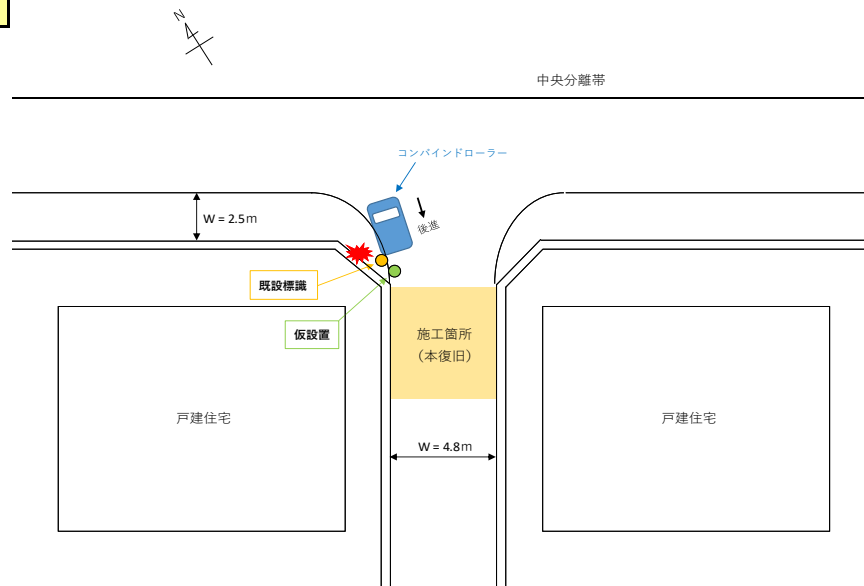 N
中央分離帯
コンバインドローラー
W = 2.5m
後進
既設標識
仮設置
施工箇所
（本復旧）
戸建住宅
戸建住宅
W = 4.8m